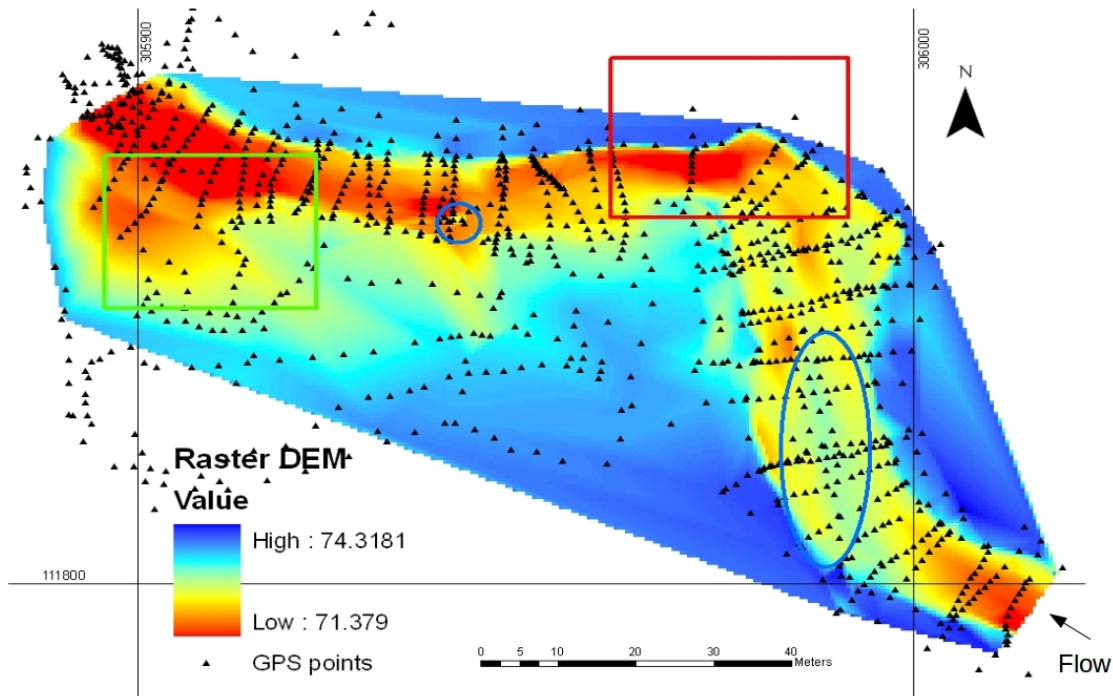 305900
306000
N
Raster DEM
Value
High : 74.3181
Low : 71.379
GPS points
111800
0 5 10 20 30 40
Meters
Flow